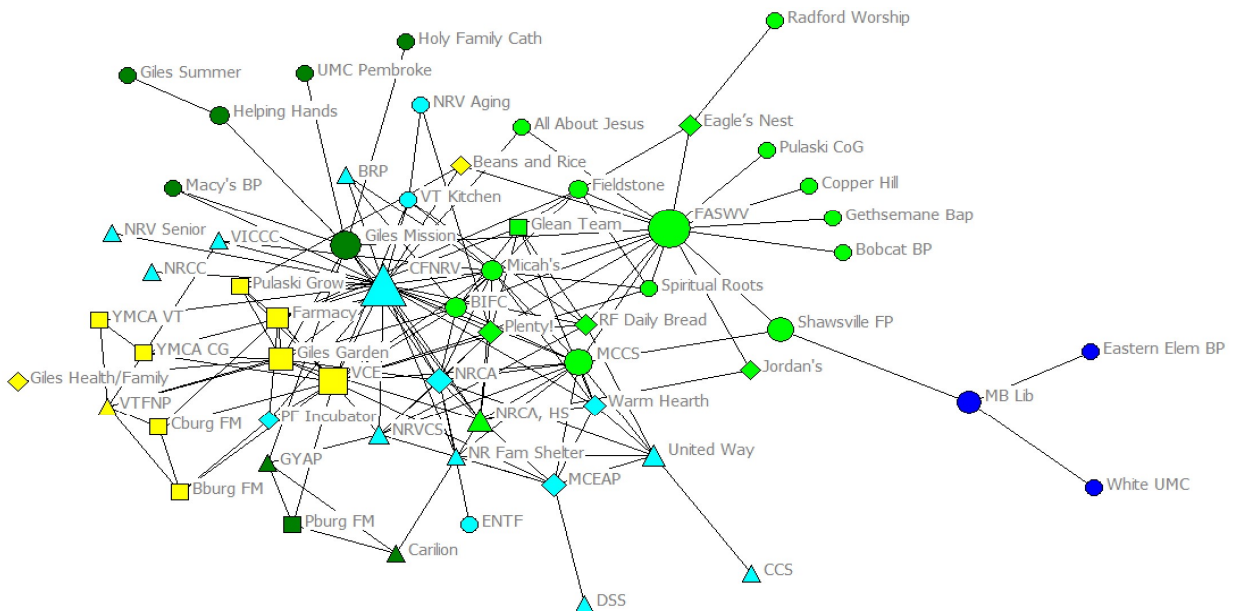 Radford Worship
Holy Family Cath
Giles Summer
UMC Pembroke
NRV Aging
Helping Hands
All About Jesus
Eagle's Nest
Pulaski CoG
Beans and Rice
BRP
Macy's BP
VT Kitchen
Fieldstone
Copper Hill
FASWV
Gethsemane Bap
Glean Team
NRV Senior
VICCC
Giles Mission
Bobcat BP
NRCC
CFNRV
Micah's
Pulaski Grow
Spiritual Roots
BIFC
YMCA VT
Farmacy
Plenty!
RF Daily Bread
Shawsville FP
YMCA CG
Giles Garden
MCCS
Eastern Elem BP
Giles Health/Family
VCE
NRCA
Jordan's
VTFNP
Warm Hearth
MB Lib
PF Incubator
NRCA, HS
Cburg FM
NRVCS
GYAP
NR Fam Shelter
United Way
Bburg FM
MCEAP
White UMC
Pburg FM
ENTF
Carilion
CCS
DSS